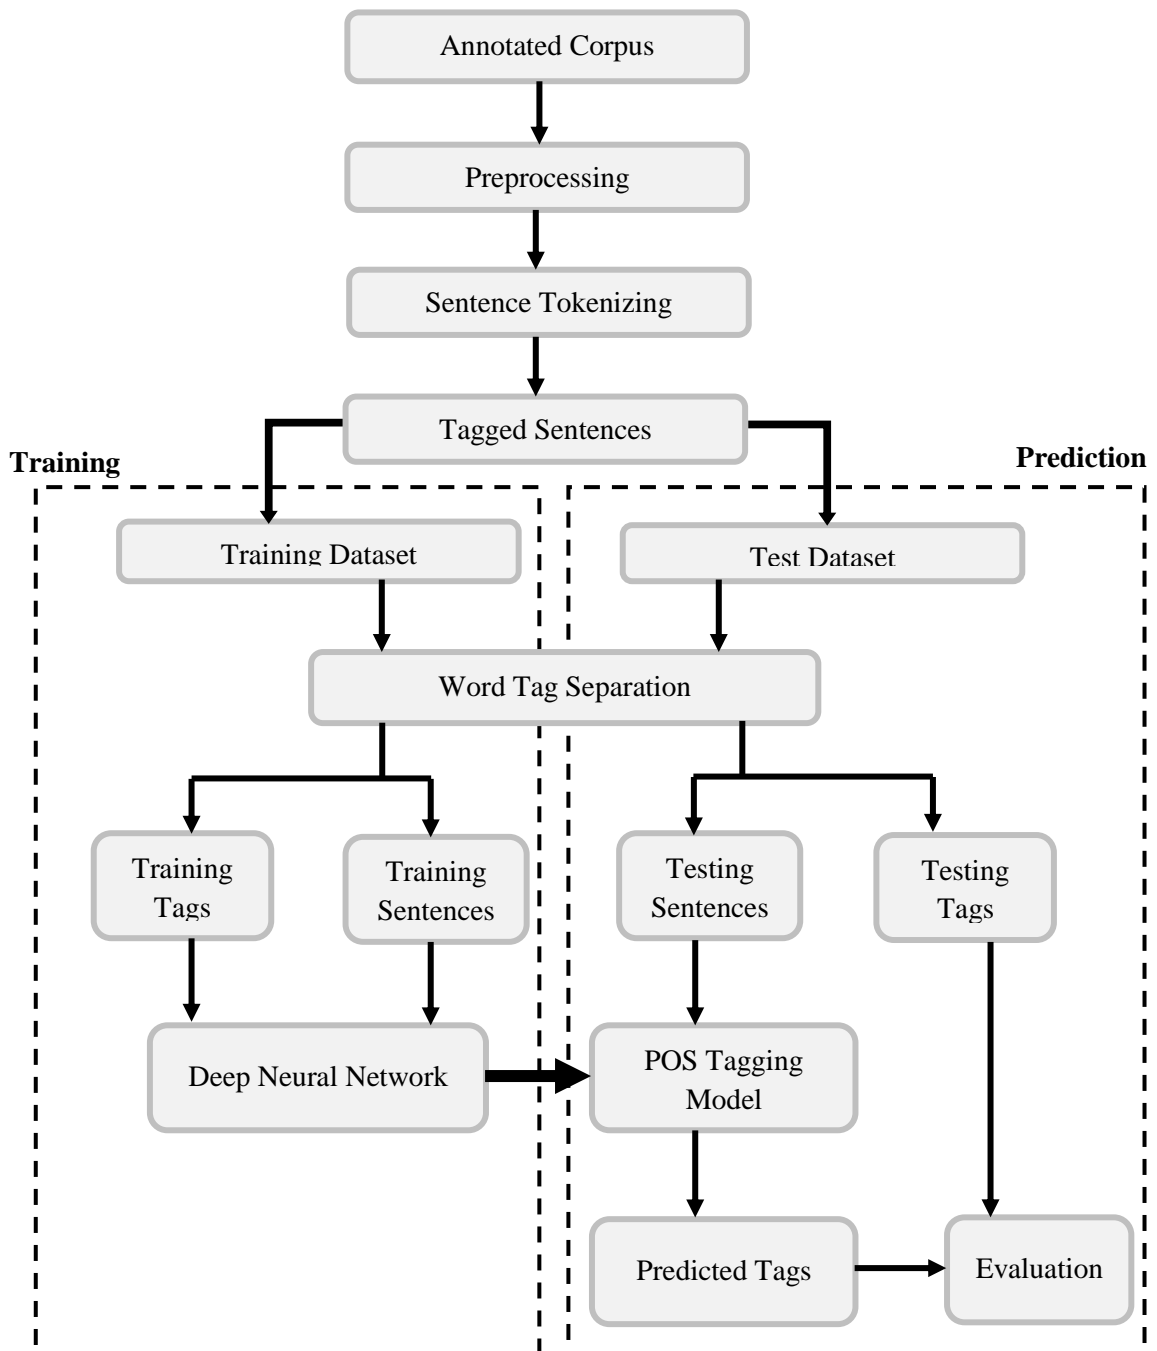 Annotated Corpus
Preprocessing
Sentence Tokenizing
Tagged Sentences
Training
Prediction
Training Dataset
Test Dataset
Word Tag Separation
Training
Tags
Training
Sentences
Testing
Sentences
Testing
Tags
Deep Neural Network
POS Tagging
Model
Predicted Tags
Evaluation